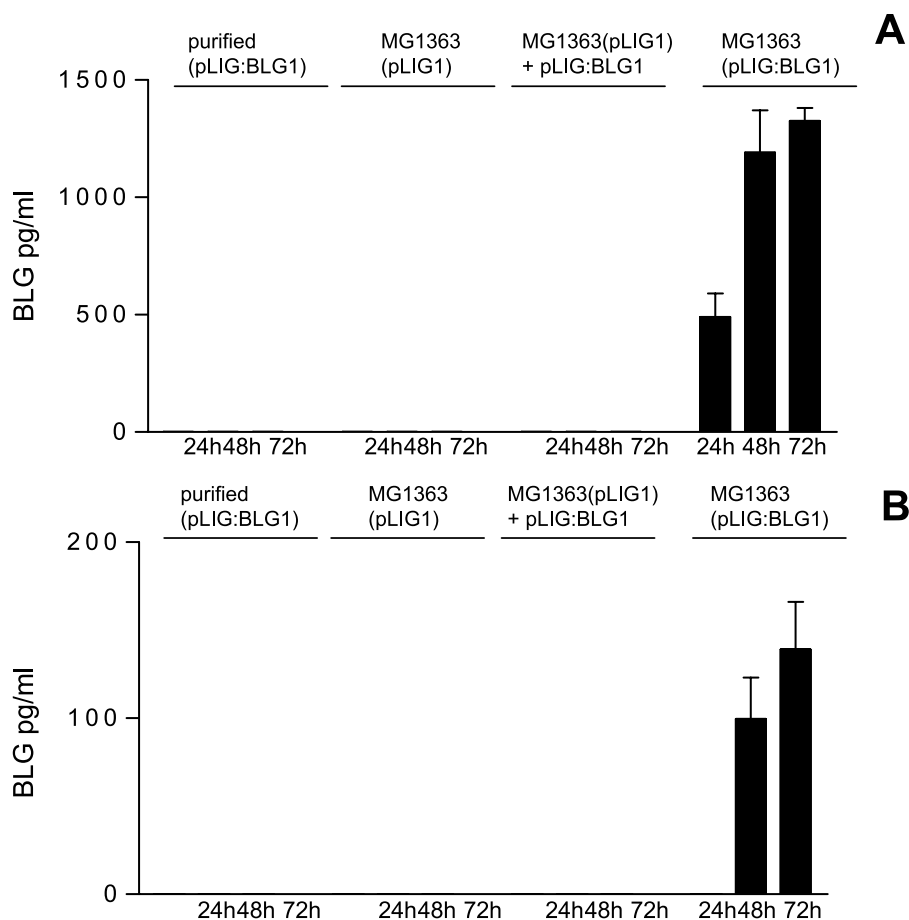 A
purified
(pLIG:BLG1)
MG1363
(pLIG1)
MG1363(pLIG1)
+ pLIG:BLG1
MG1363
(pLIG:BLG1)
1500
1000
500
0
BLG pg/ml
24h48h 72h
24h48h 72h
24h48h 72h
24h 48h 72h
B
purified
(pLIG:BLG1)
MG1363
(pLIG1)
MG1363(pLIG1)
+ pLIG:BLG1
MG1363
(pLIG:BLG1)
200
100
0
BLG pg/ml
24h48h 72h
24h48h 72h
24h48h 72h
24h48h 72h